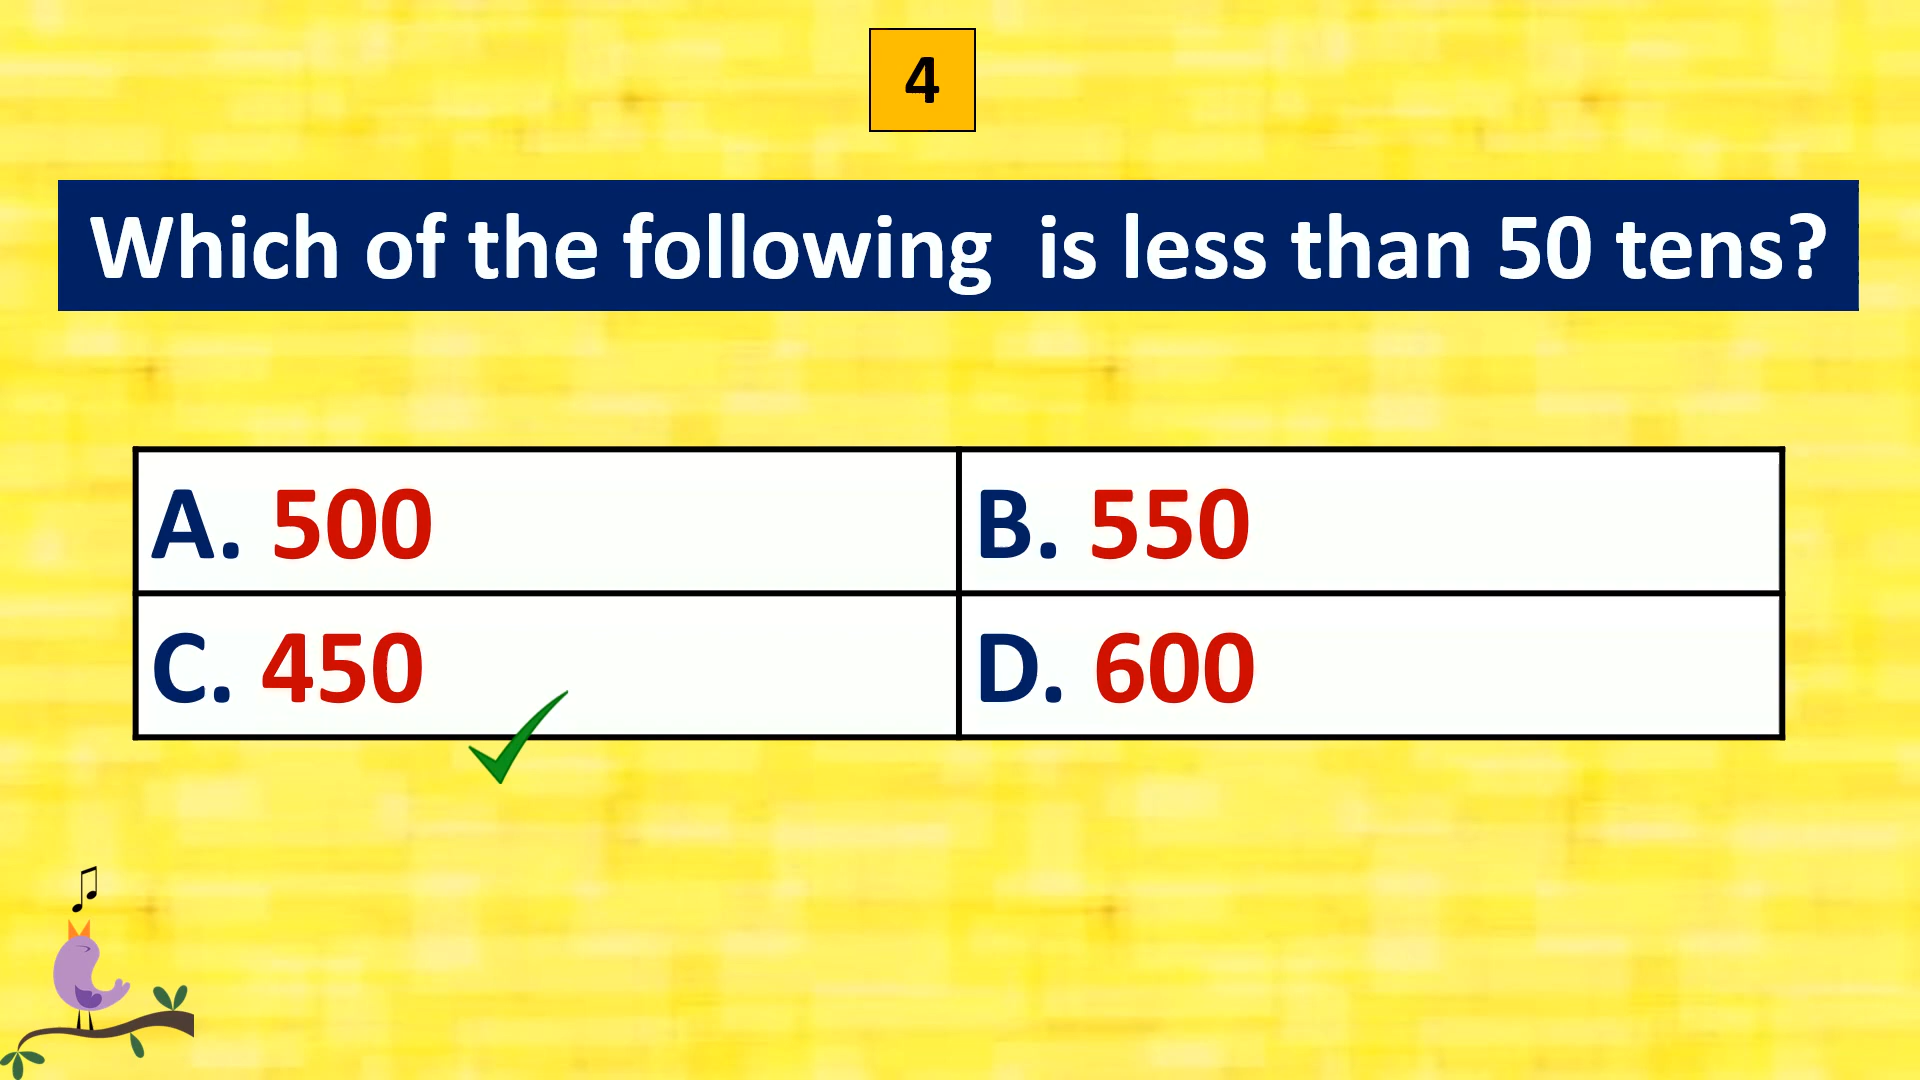 4
Which of the following  is less than 50 tens?
A. 500
B. 550
C. 450
D. 600